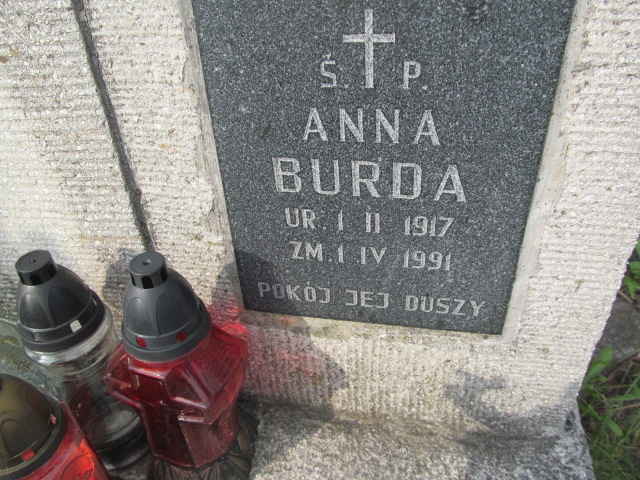 Ś. P.
ANNA
BURDA
UR. 1 II 1917
ZM. 1 IV 1991
POKÓJ JEJ DUSZY